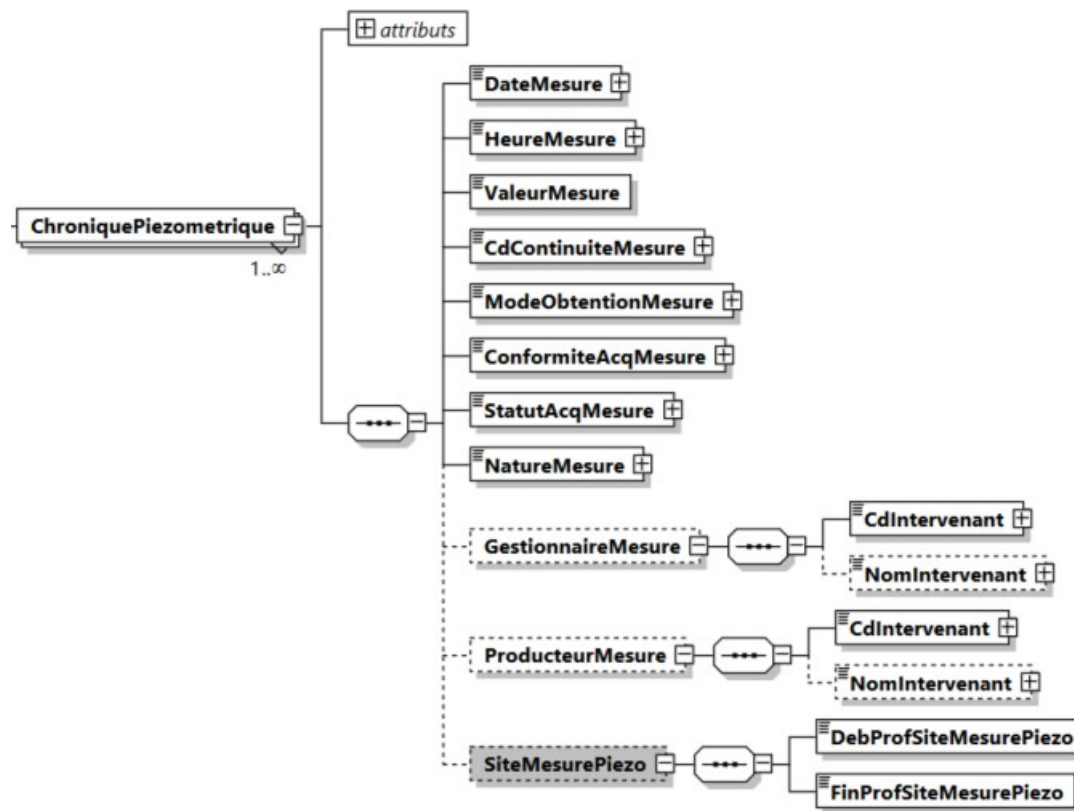 attributs
DateMesure
HeureMesure
ValeurMesure
ChroniquePiezometrique
1..∞
CdContinuiteMesure
ModeObtentionMesure
ConformiteAcqMesure
StatutAcqMesure
NatureMesure
GestionnaireMesure
CdIntervenant
NomIntervenant
ProducteurMesure
CdIntervenant
NomIntervenant
SiteMesurePiezo
DebProfSiteMesurePiezo
FinProfSiteMesurePiezo